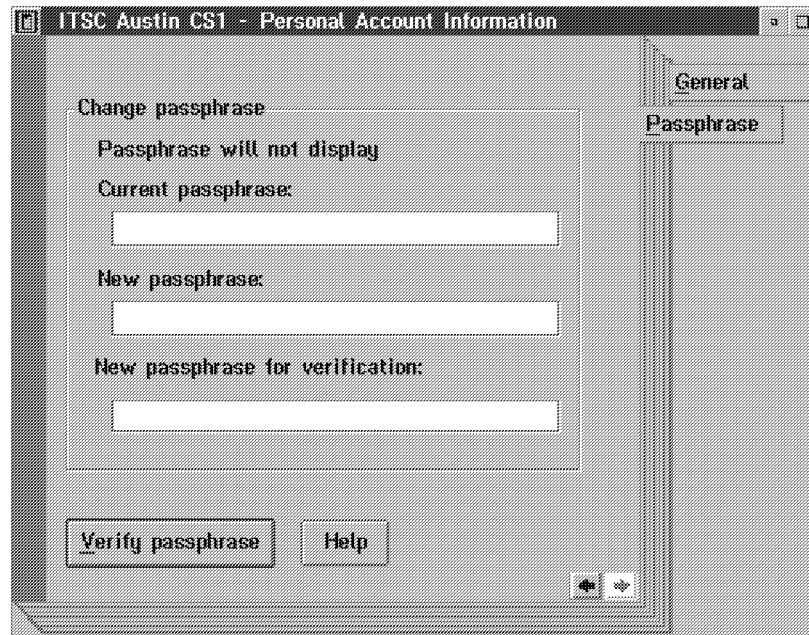 ITSC Austin CS1 - Personal Account Information
General
Passphrase
Change passphrase
Passphrase will not display
Current passphrase:
New passphrase:
New passphrase for verification:
Verify passphrase
Help